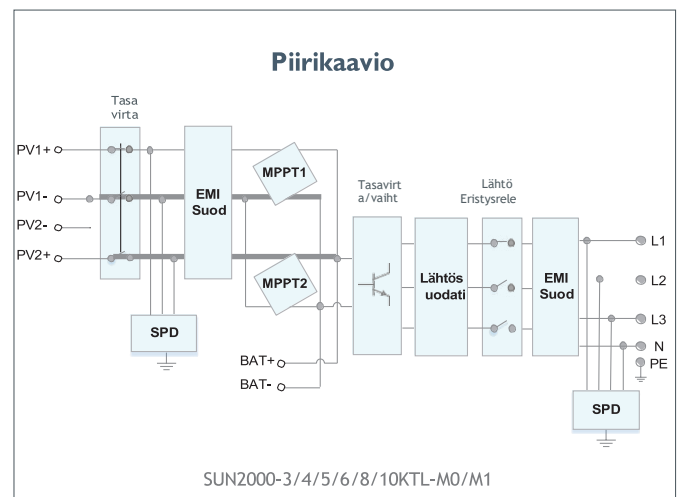 Piirikaavio
Tasa
virta
PV1+
PV1-
PV2-
PV2+
EMI
Suod
MPPT1
MPPT2
SPD
BAT+
BAT-
Tasavirt
a/vaiht
Lähtös
uodati
Lähtö
Eristysrele
EMI
Suod
L1
L2
L3
N
PE
SPD
SUN2000-3/4/5/6/8/10KTL-M0/M1